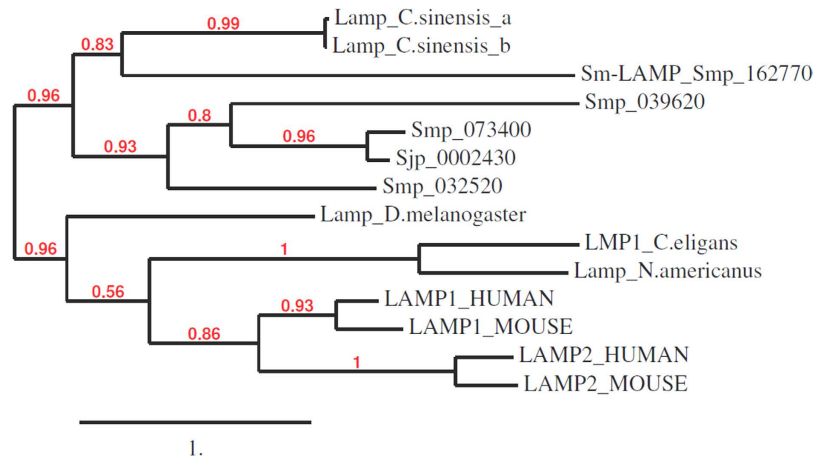 Lamp_C.sinensis_a
0.99
0.83
Lamp_C.sinensis_b
Sm-LAMP_Smp_162770
0.96
Smp_039620
0.8
Smp_073400
0.93
0.96
Sjp_0002430
Smp_032520
Lamp_D.melanogaster
0.96
LMP1_C.eligans
1
Lamp_N.americanus
0.56
LAMP1_HUMAN
0.93
LAMP1_MOUSE
0.86
LAMP2_HUMAN
1
LAMP2_MOUSE
1.